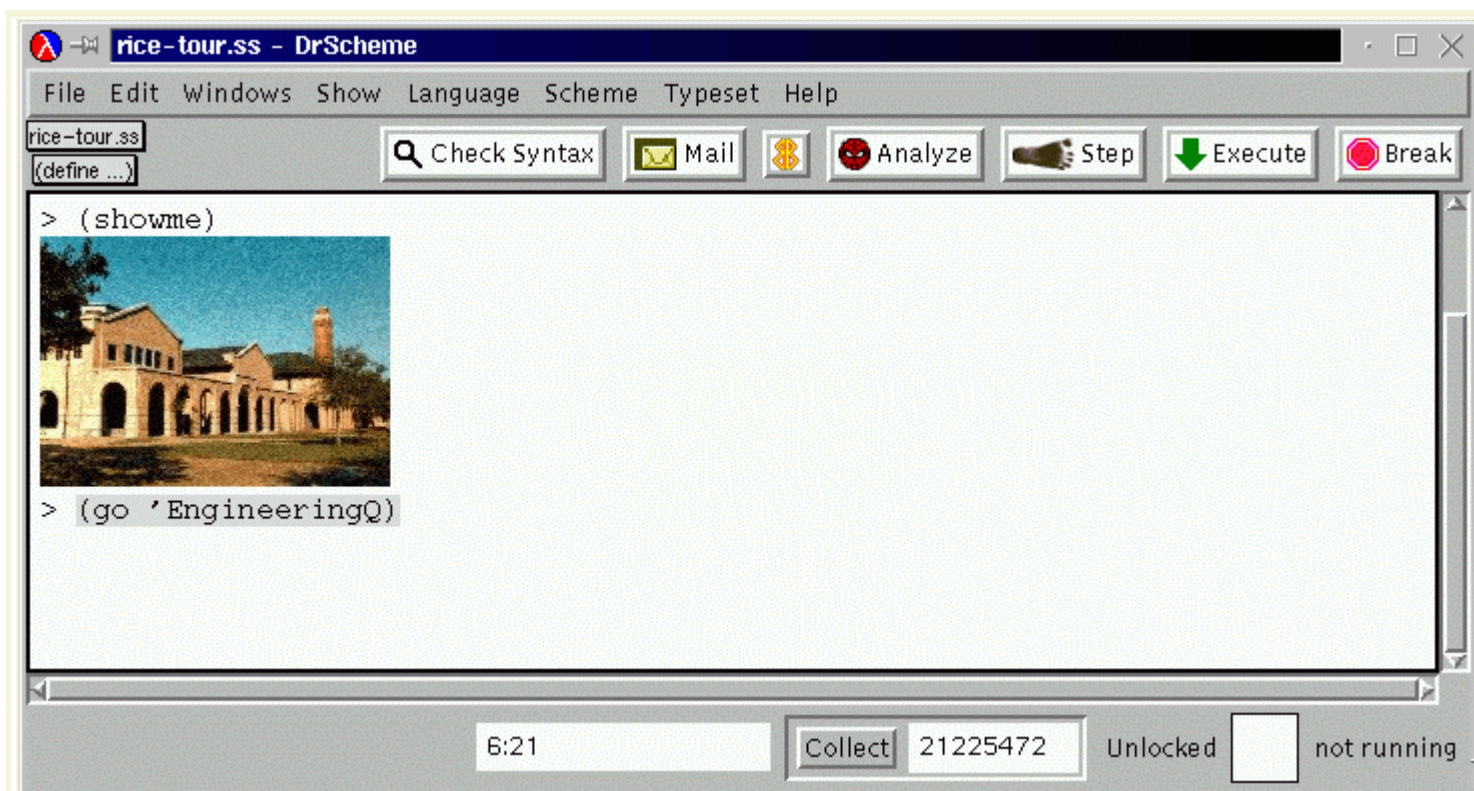 rice-tour.ss - DrScheme
File Edit Windows Show Language Scheme Typeset Help
rice-tour.ss
(define ...)
Check Syntax Mail Analyze Step Execute Break
> (showme)
> (go 'EngineeringQ)
6:21 Collect 21225472 Unlocked not running